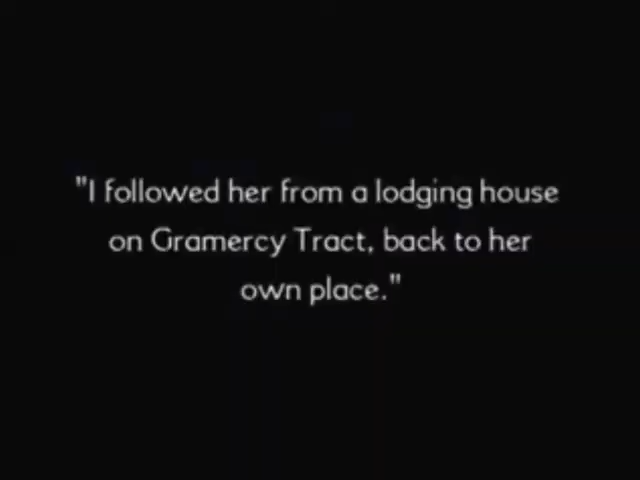 "I followed her from a lodging house
on Gramercy Tract, back to her
own place."